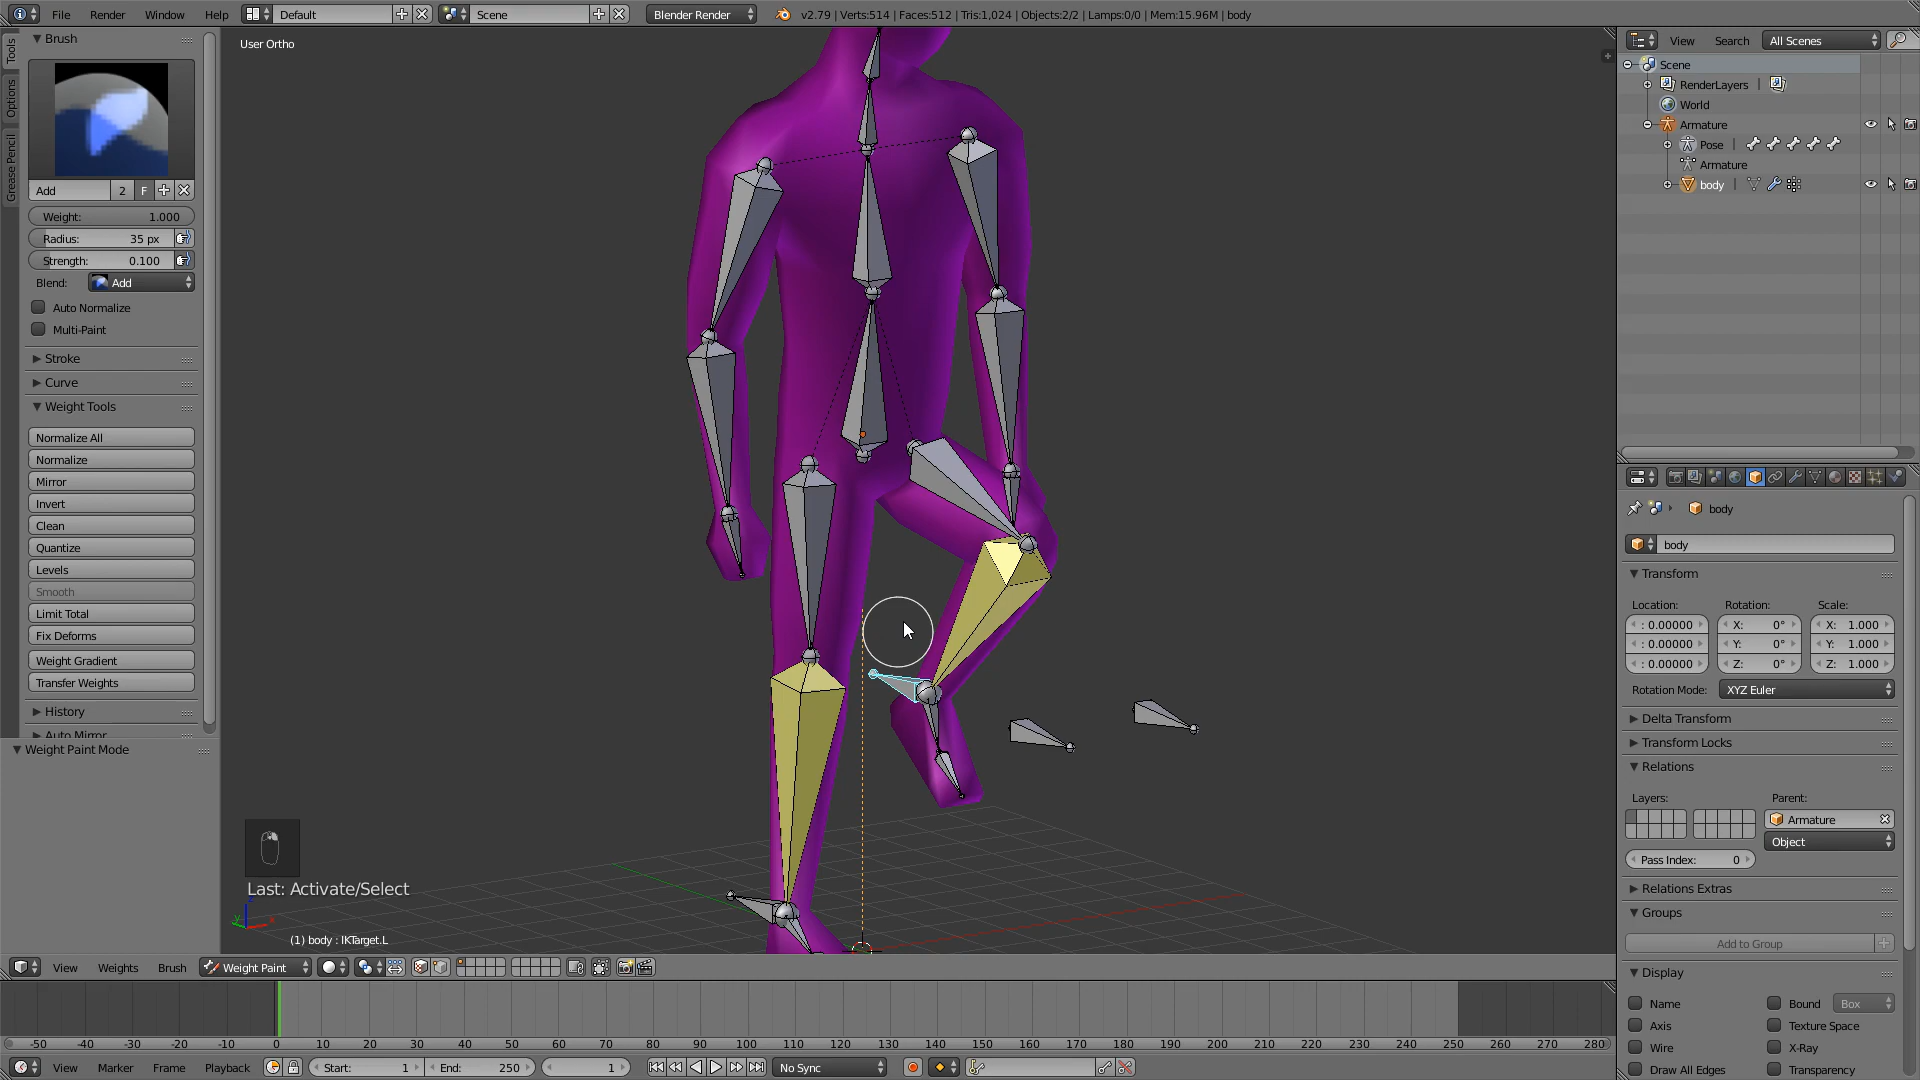 File Render Window Help Default Scene Blender Render v2.79 | Verts:514 | Faces:512 | Tris:1,024 | Objects:2/2 | Lamps:0/0 | Mem:15.96M | body
Tools
Options
Grease Pencil
Brush
Add 2 F
Weight: 1.000
Radius: 35 px
Strength: 0.100
Blend: Add
Auto Normalize
Multi-Paint
Stroke
Curve
Weight Tools
Normalize All
Normalize
Mirror
Invert
Clean
Quantize
Levels
Smooth
Limit Total
Fix Deforms
Weight Gradient
Transfer Weights
History
Auto Mirror
Weight Paint Mode
User Ortho
Last: Activate/Select
(1) body : IKTarget.L
View Weights Brush Weight Paint
-50 -40 -30 -20 -10 0 10 20 30 40 50 60 70 80 90 100 110 120 130 140 150 160 170 180 190 200 210 220 230 240 250 260 270 280
View Marker Frame Playback Start: 1 End: 250 1 No Sync
View Search All Scenes
Scene
RenderLayers
World
Armature
Pose
Armature
body
body
body
Transform
Location: Rotation: Scale:
: 0.00000 X: 0° X: 1.000
: 0.00000 Y: 0° Y: 1.000
: 0.00000 Z: 0° Z: 1.000
Rotation Mode: XYZ Euler
Delta Transform
Transform Locks
Relations
Layers: Parent:
Armature
Object
Pass Index: 0
Relations Extras
Groups
Add to Group
Display
Name Bound Box
Axis Texture Space
Wire X-Ray
Draw All Edges Transparency